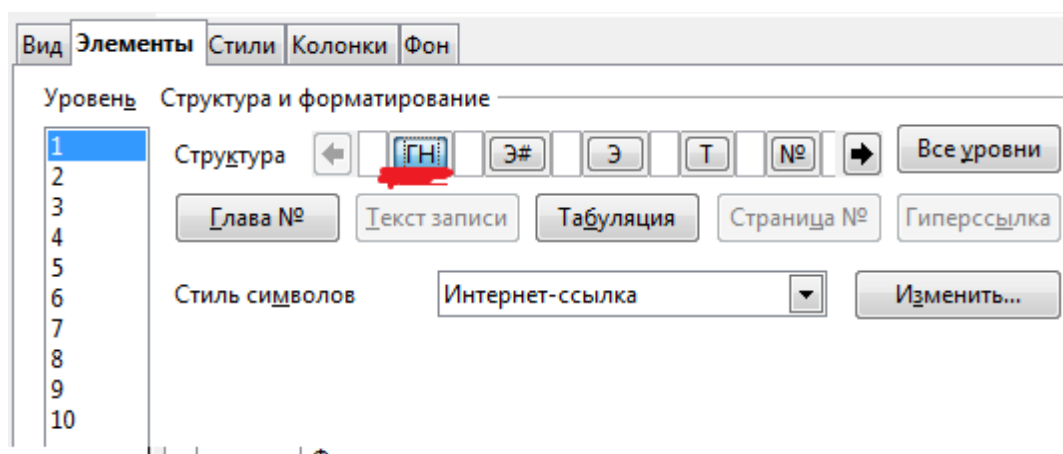 Вид Элементы Стили Колонки Фон
Уровень Структура и форматирование
1
Структура ГН Э# Э Т № Все уровни
2
3
Глава № Текст записи Табуляция Страница № Гиперссылка
4
5
Стиль символов Интернет-ссылка Изменить...
6
7
8
9
10